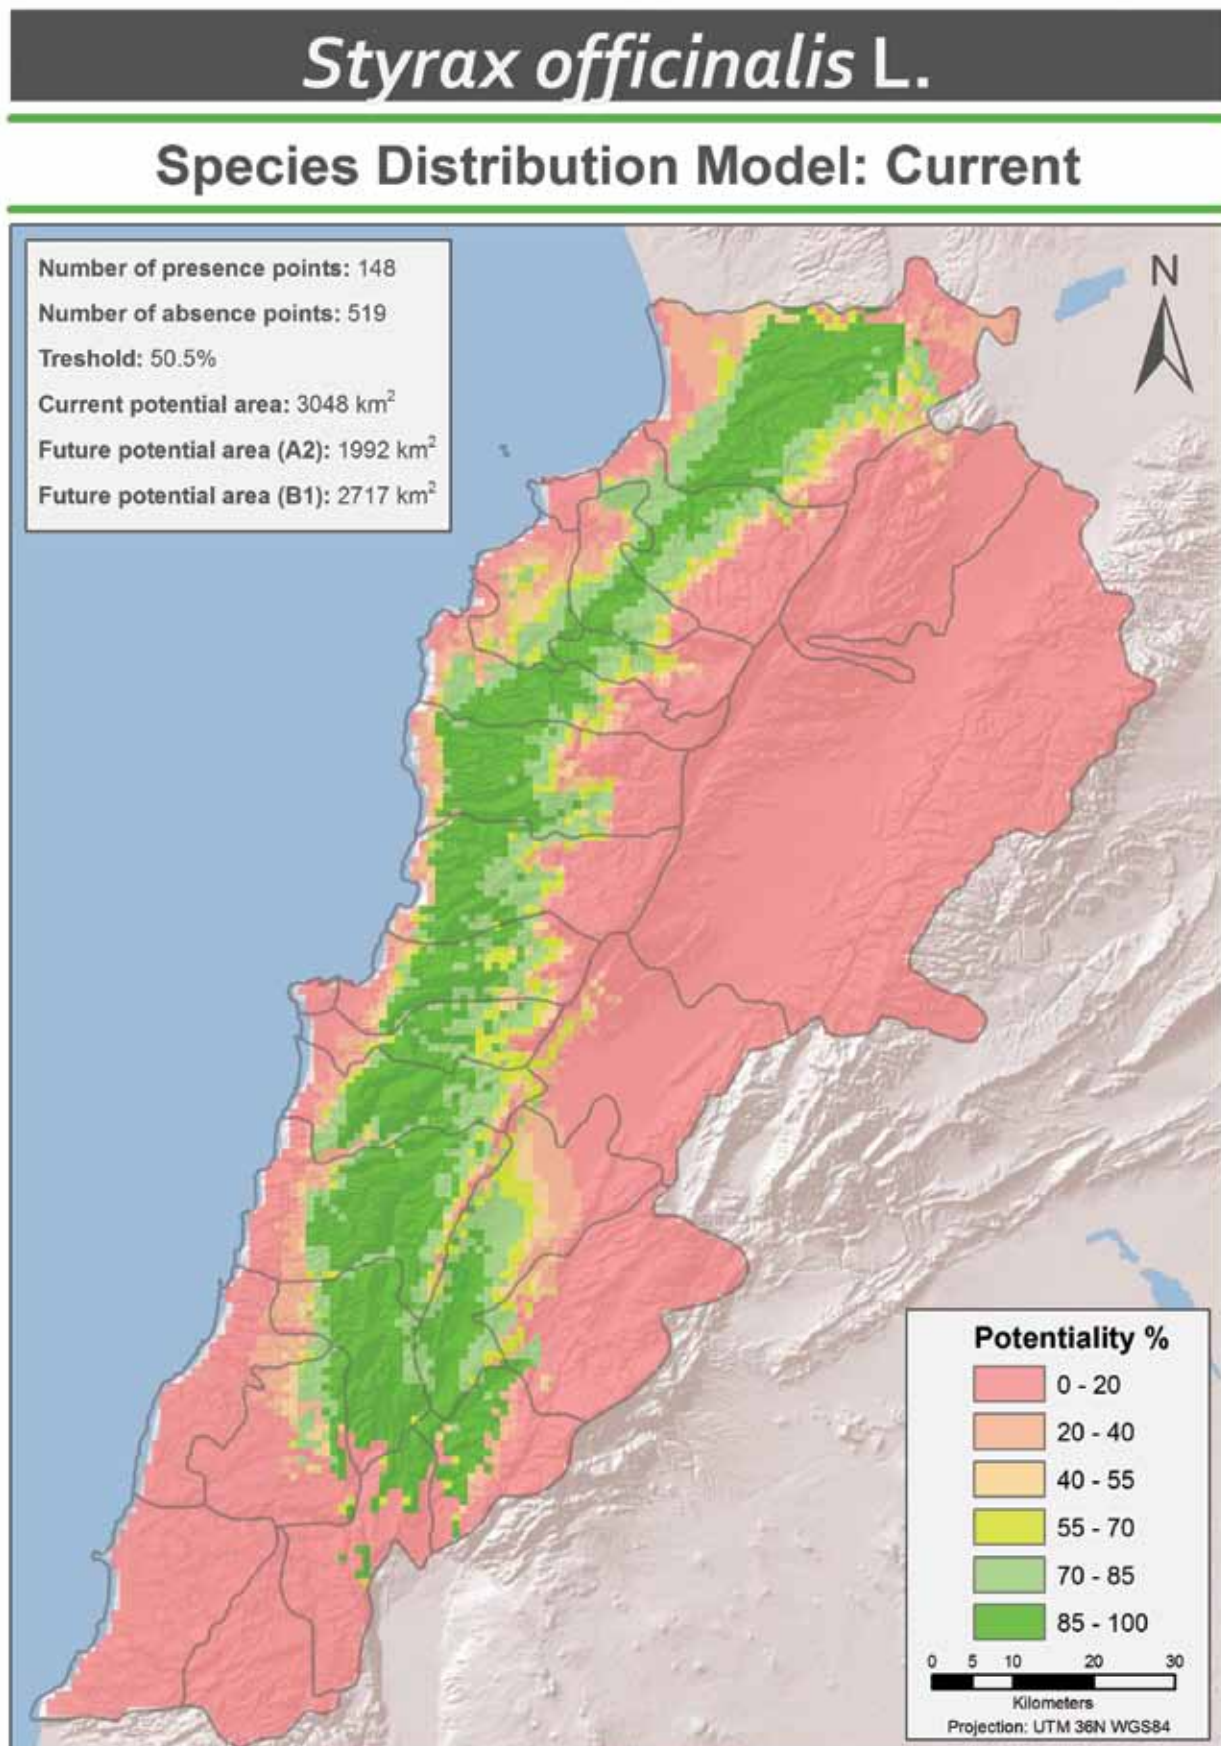 Styrax officinalis L.
Species Distribution Model: Current
Number of presence points: 148
Number of absence points: 519
Treshold: 50.5%
Current potential area: 3048 km²
Future potential area (A2): 1992 km²
Future potential area (B1): 2717 km²
N
Potentiality %
0 - 20
20 - 40
40 - 55
55 - 70
70 - 85
85 - 100
0 5 10 20 30
Kilometers
Projection: UTM 36N WGS84